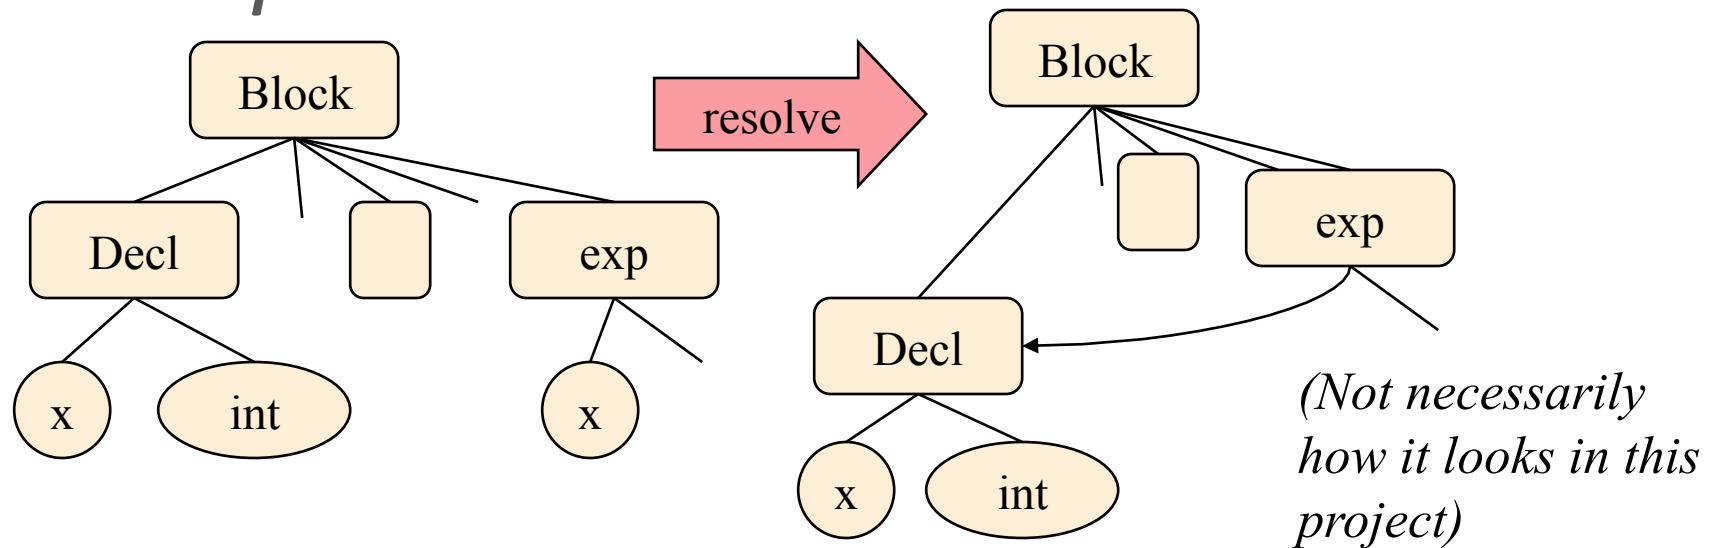 Block
resolve
Block
Decl
exp
x
int
x
exp
Decl
x
int
(Not necessarily
how it looks in this
project)